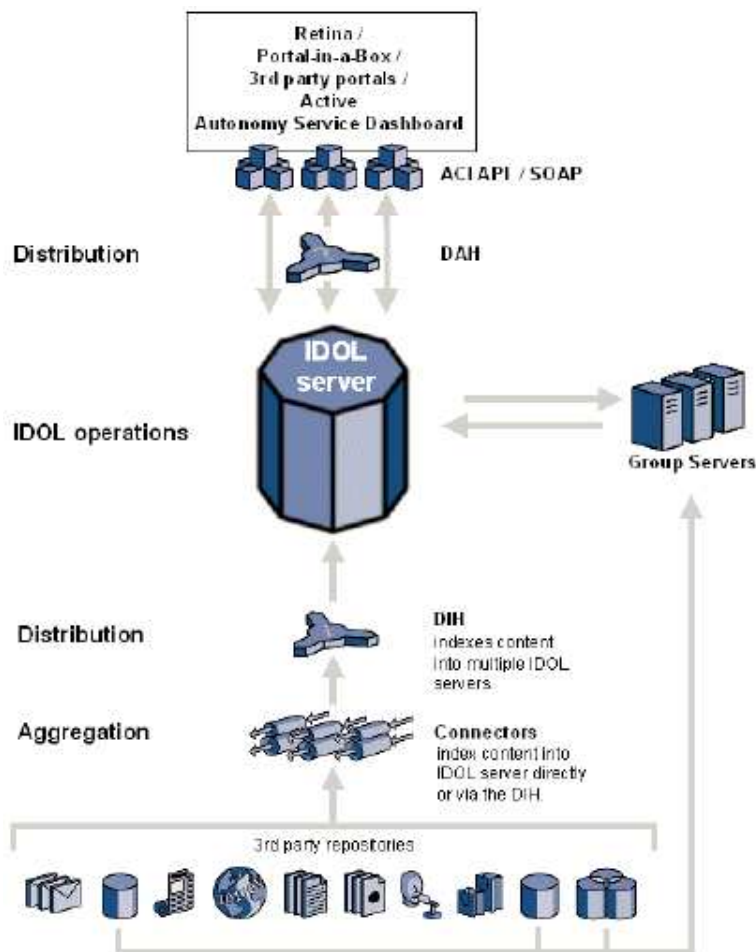 Retina /
Portal-in-a-Box /
3rd party portals /
Active
Autonomy Service Dashboard
ACI API / SOAP
Distribution
DAH
IDOL
server
IDOL operations
Group Servers
Distribution
DIH
indexes content
into multiple IDOL
servers
Aggregation
Connectors
index content into
IDOL server directly
or via the DIH.
3rd party repositories